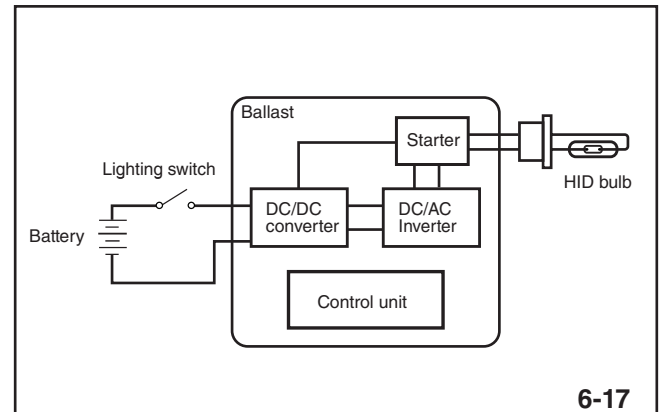 Ballast
Starter
Lighting switch
HID bulb
DC/DC
converter
DC/AC
Inverter
Battery
Control unit
6-17